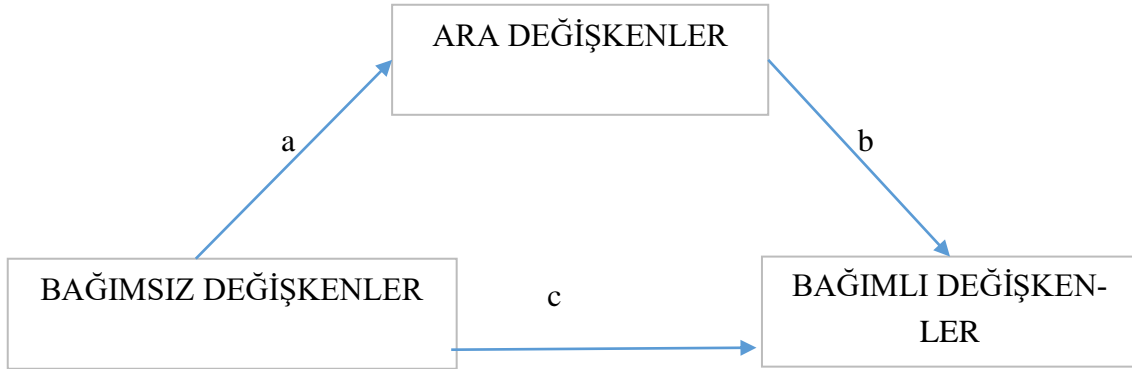 ARA DEĞİŞKENLER
a
b
BAĞIMSIZ DEĞİŞKENLER
c
BAĞIMLI DEĞİŞKEN-
LER